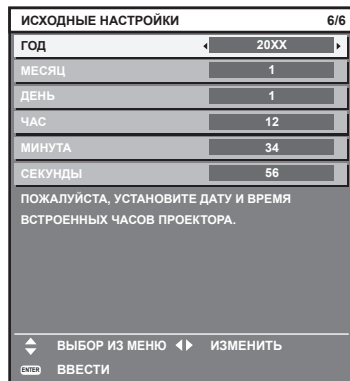 ИСХОДНЫЕ НАСТРОЙКИ 6/6
ГОД 20XX
МЕСЯЦ 1
ДЕНЬ 1
ЧАС 12
МИНУТА 34
СЕКУНДЫ 56
ПОЖАЛУЙСТА, УСТАНОВИТЕ ДАТУ И ВРЕМЯ
ВСТРОЕННЫХ ЧАСОВ ПРОЕКТОРА.
ВЫБОР ИЗ МЕНЮ ИЗМЕНИТЬ
ENTER ВВЕСТИ